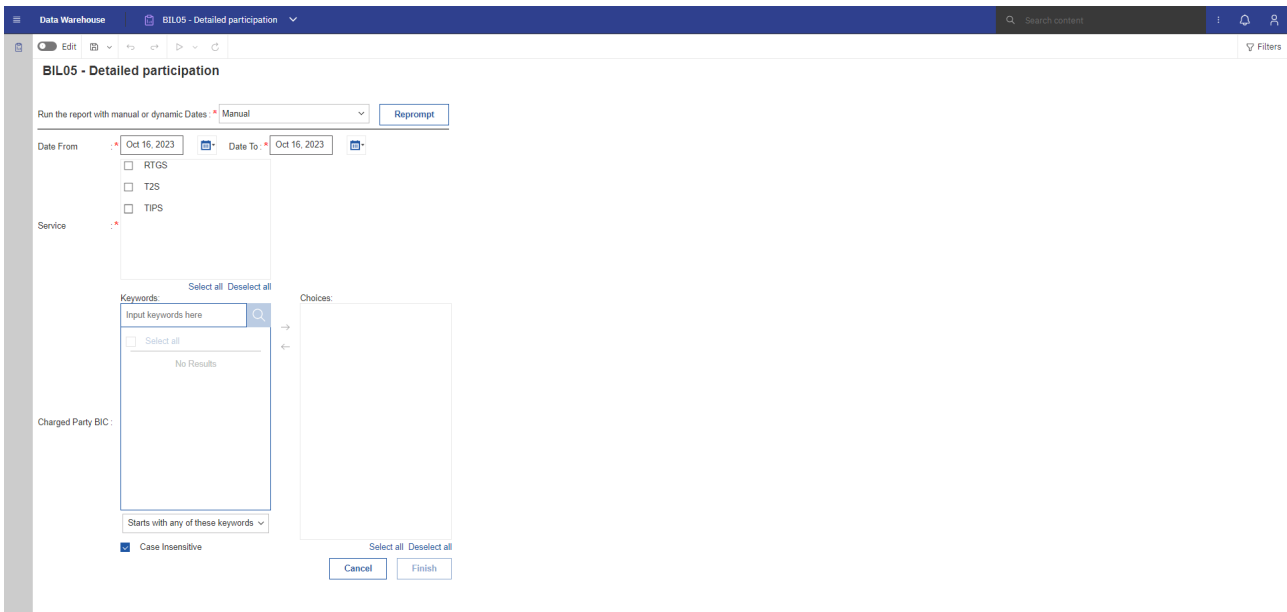 Data Warehouse BIL05 - Detailed participation Search content
Edit Filters
BIL05 - Detailed participation
Run the report with manual or dynamic Dates : * Manual Reprompt
Date From : * Oct 16, 2023 Date To : * Oct 16, 2023
RTGS
T2S
TIPS
Service : *
Select all Deselect all
Keywords: Choices:
Input keywords here
Select all
No Results
Charged Party BIC :
Starts with any of these keywords
Case Insensitive Select all Deselect all
Cancel Finish